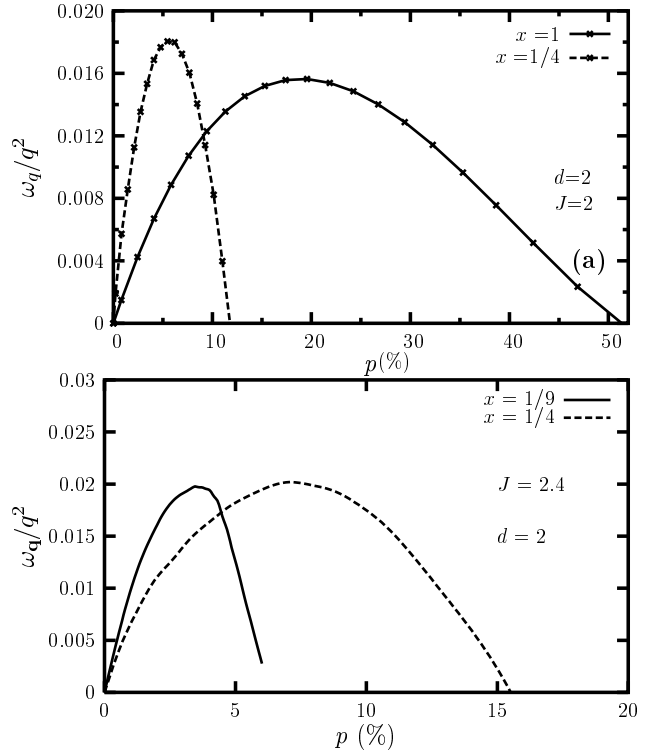 0.020
0.016
0.012
0.008
0.004
0
ω_q/q²
x =1
x =1/4
d=2
J=2
(a)
0 10 20 30 40 50
p(%)
0.03
0.025
0.02
0.015
0.01
0.005
0
ω_q/q²
x = 1/9
x = 1/4
J = 2.4
d = 2
0 5 10 15 20
p (%)